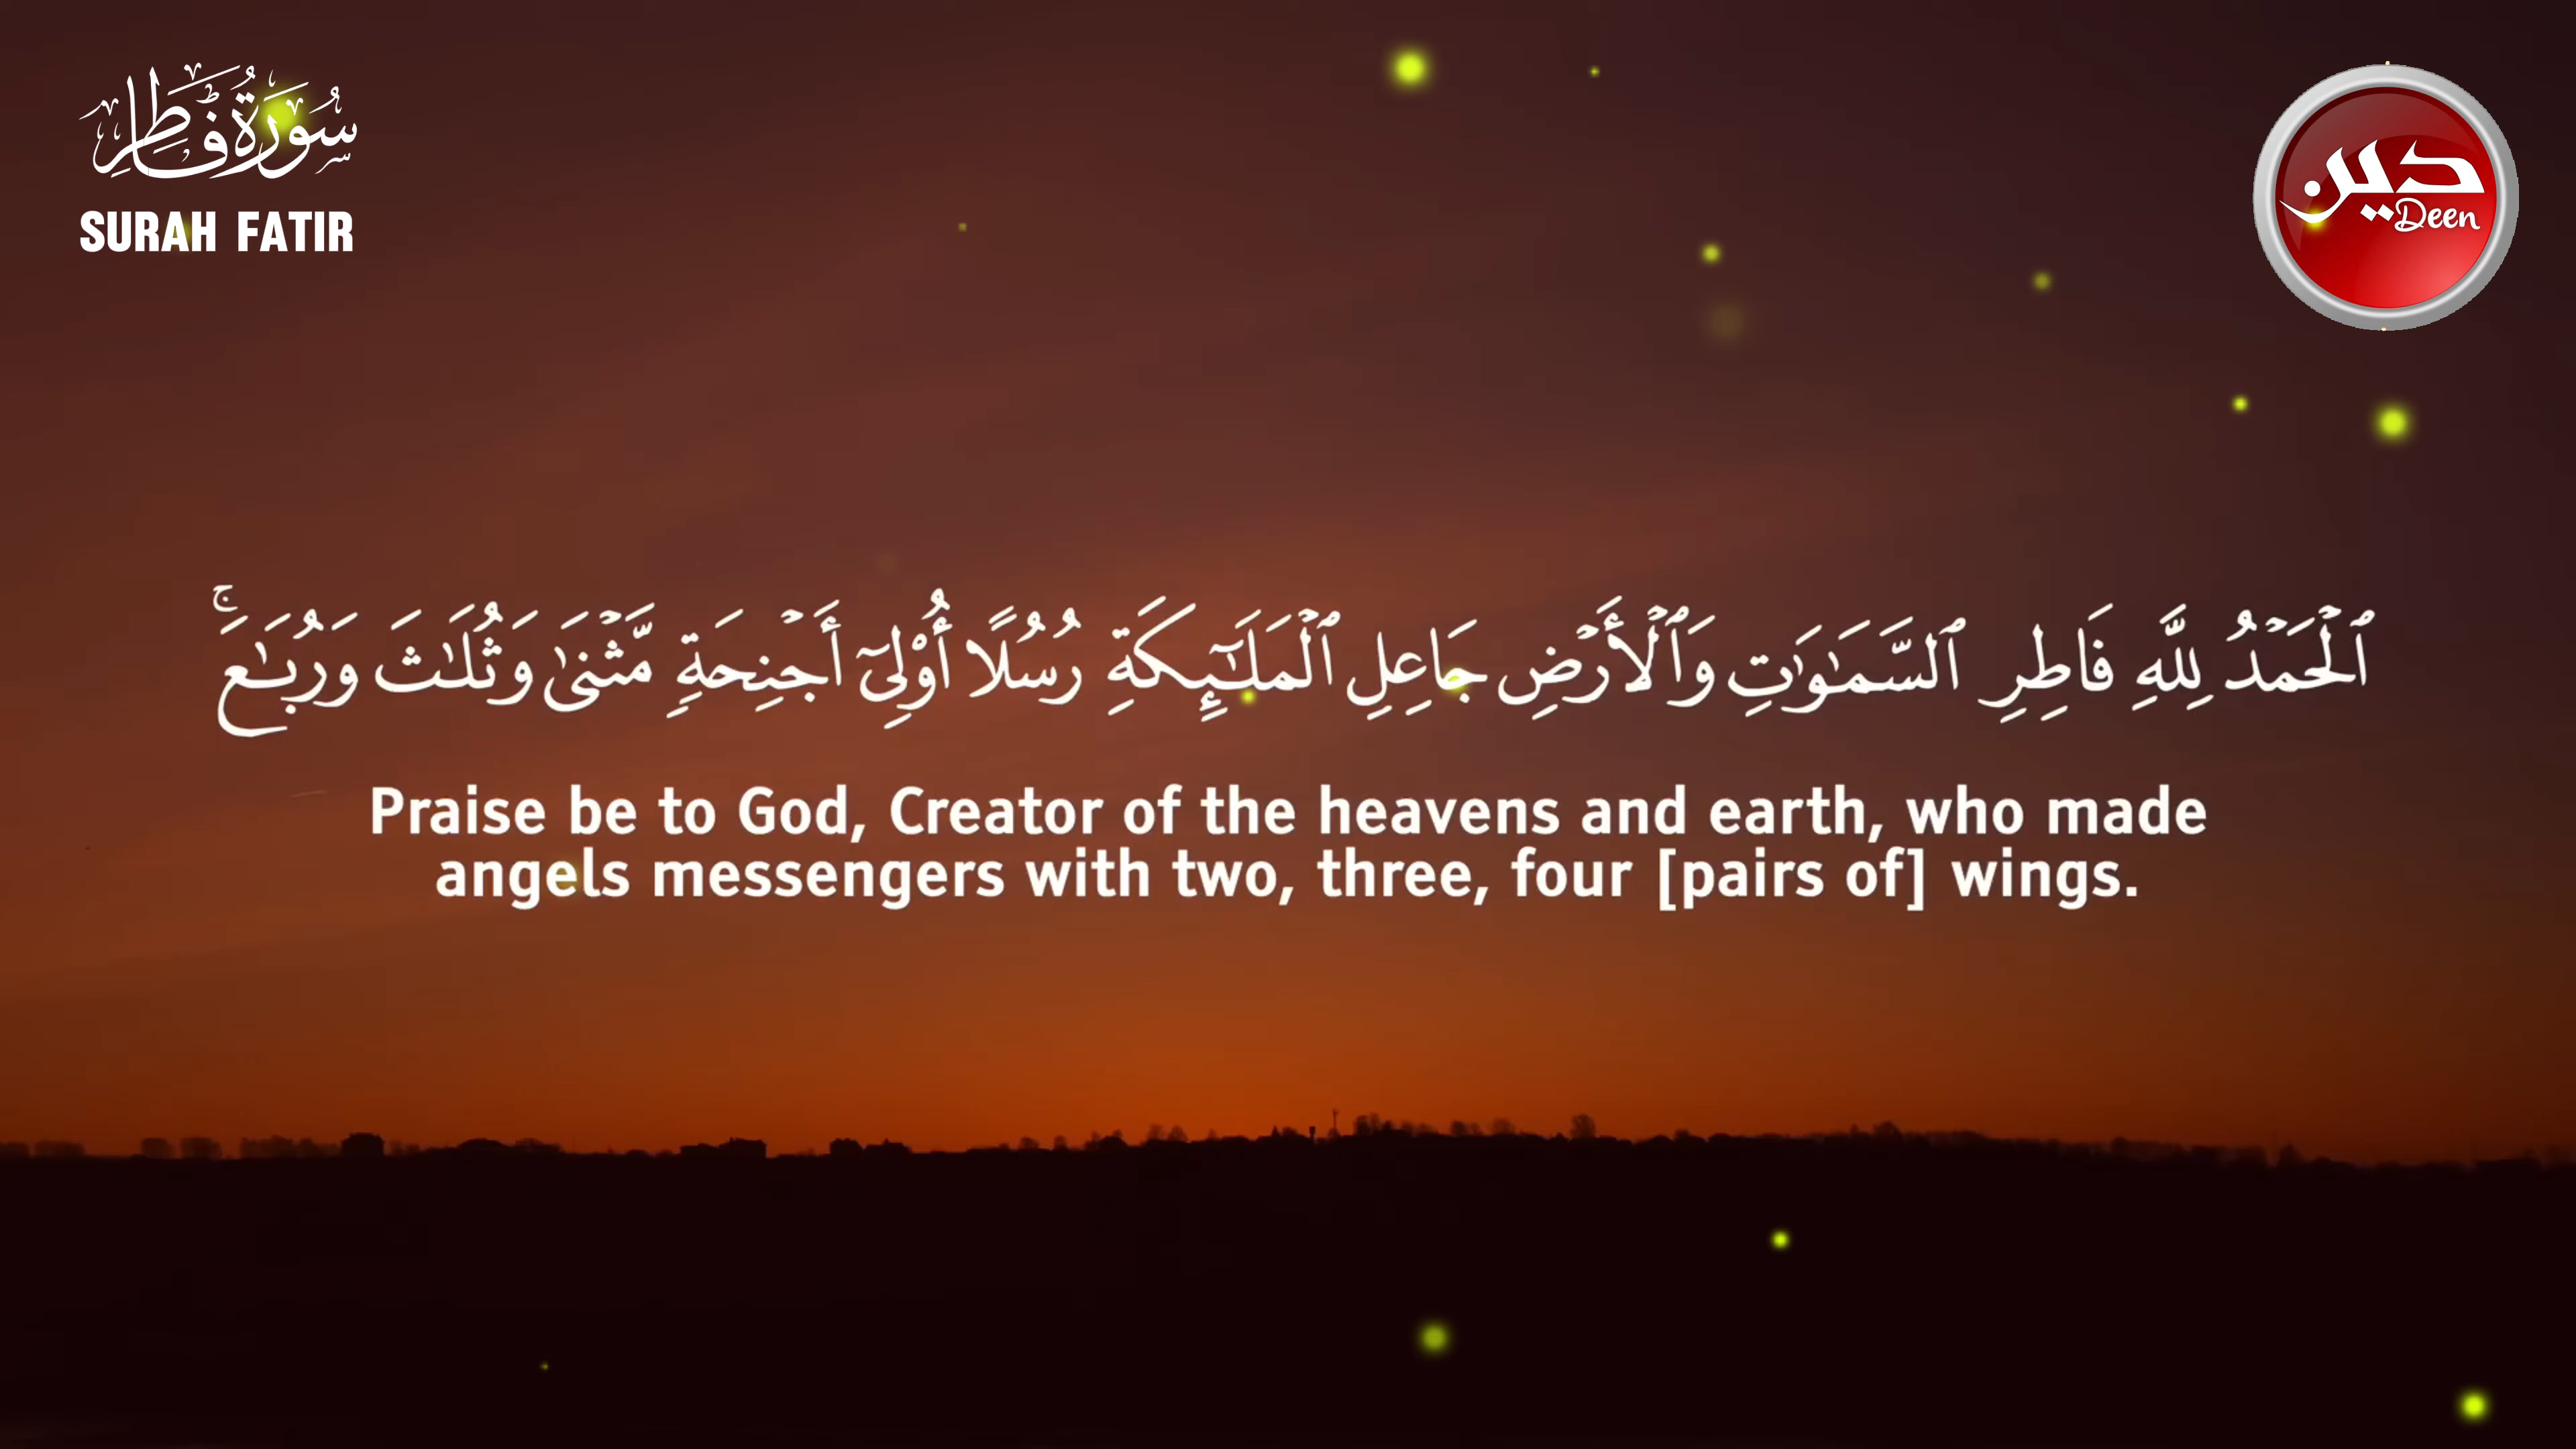 سُورَةُ فَاطِرٍ
SURAH FATIR
دين
Deen
ٱلْحَمْدُ لِلَّهِ فَاطِرِ ٱلسَّمَـٰوَٰتِ وَٱلْأَرْضِ جَاعِلِ ٱلْمَلَـٰٓئِكَةِ رُسُلًا أُو۟لِىٓ أَجْنِحَةٍ مَّثْنَىٰ وَثُلَـٰثَ وَرُبَـٰعَ ۚ
Praise be to God, Creator of the heavens and earth, who made
angels messengers with two, three, four [pairs of] wings.